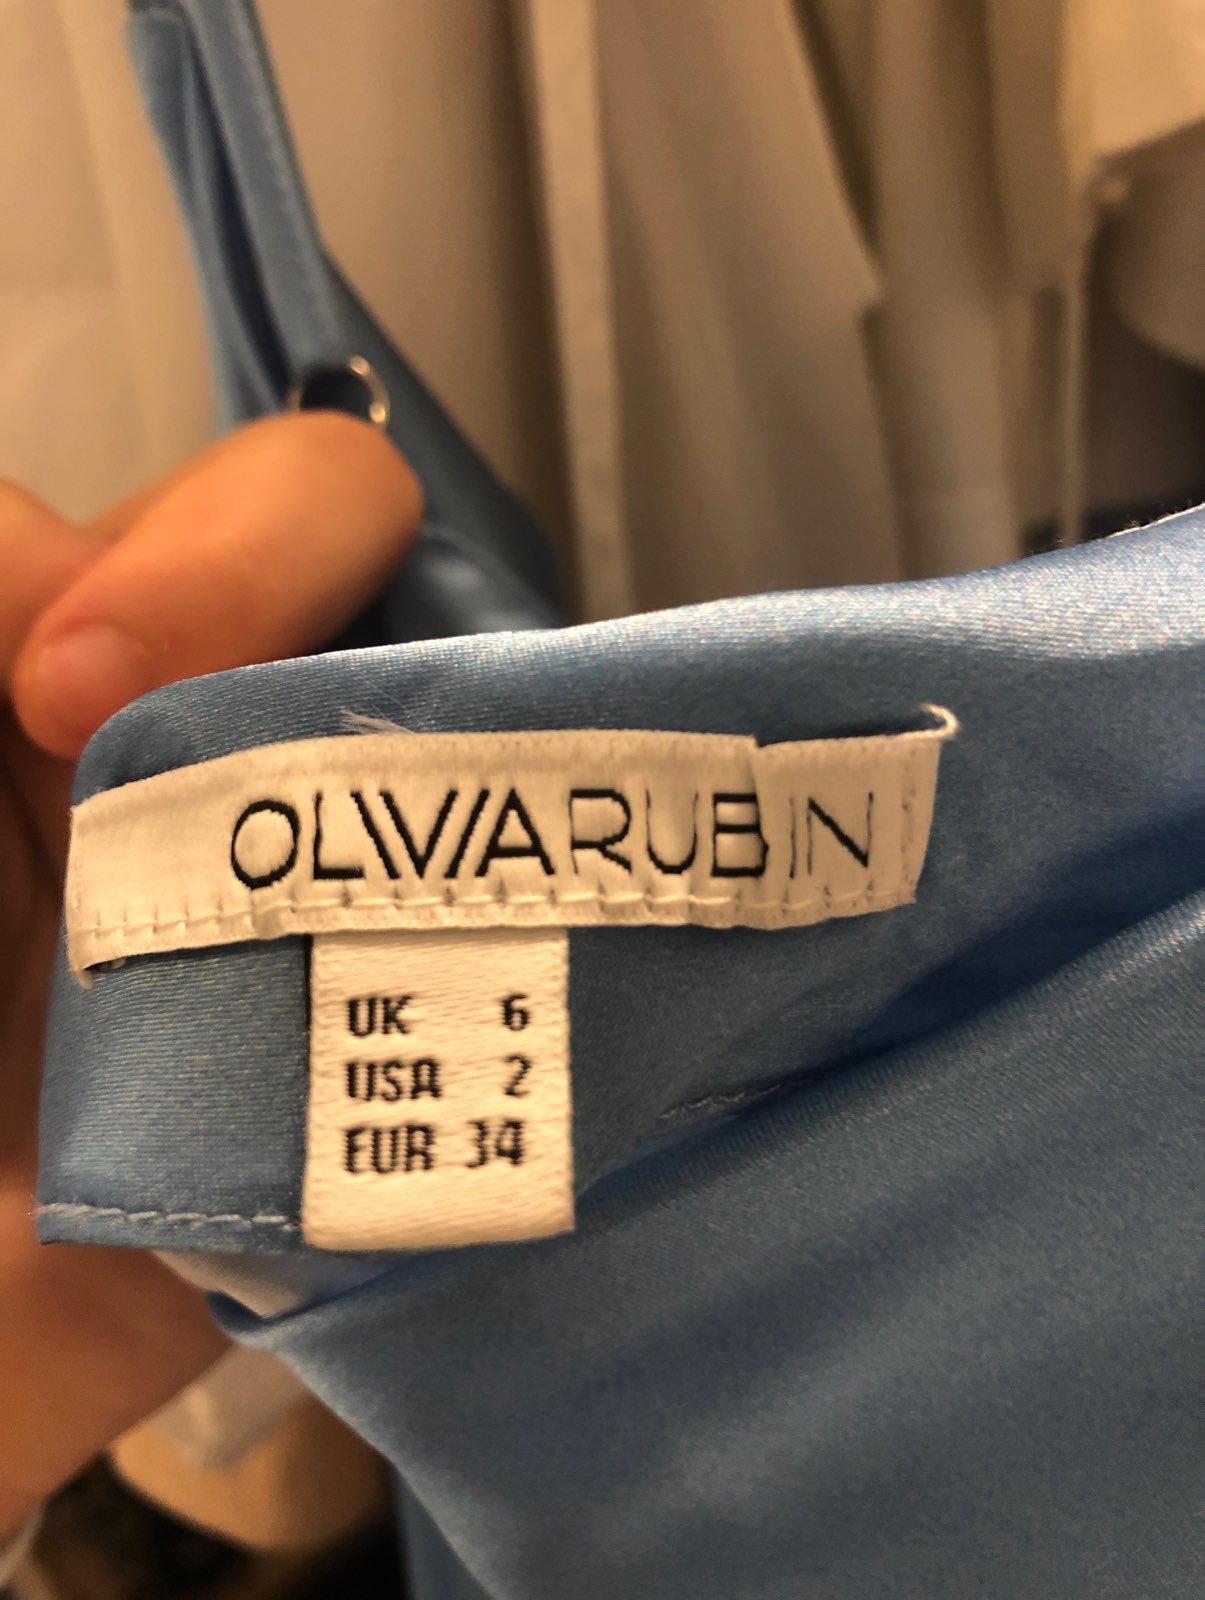 OLIVIA RUBIN
UK 6
USA 2
EUR 34